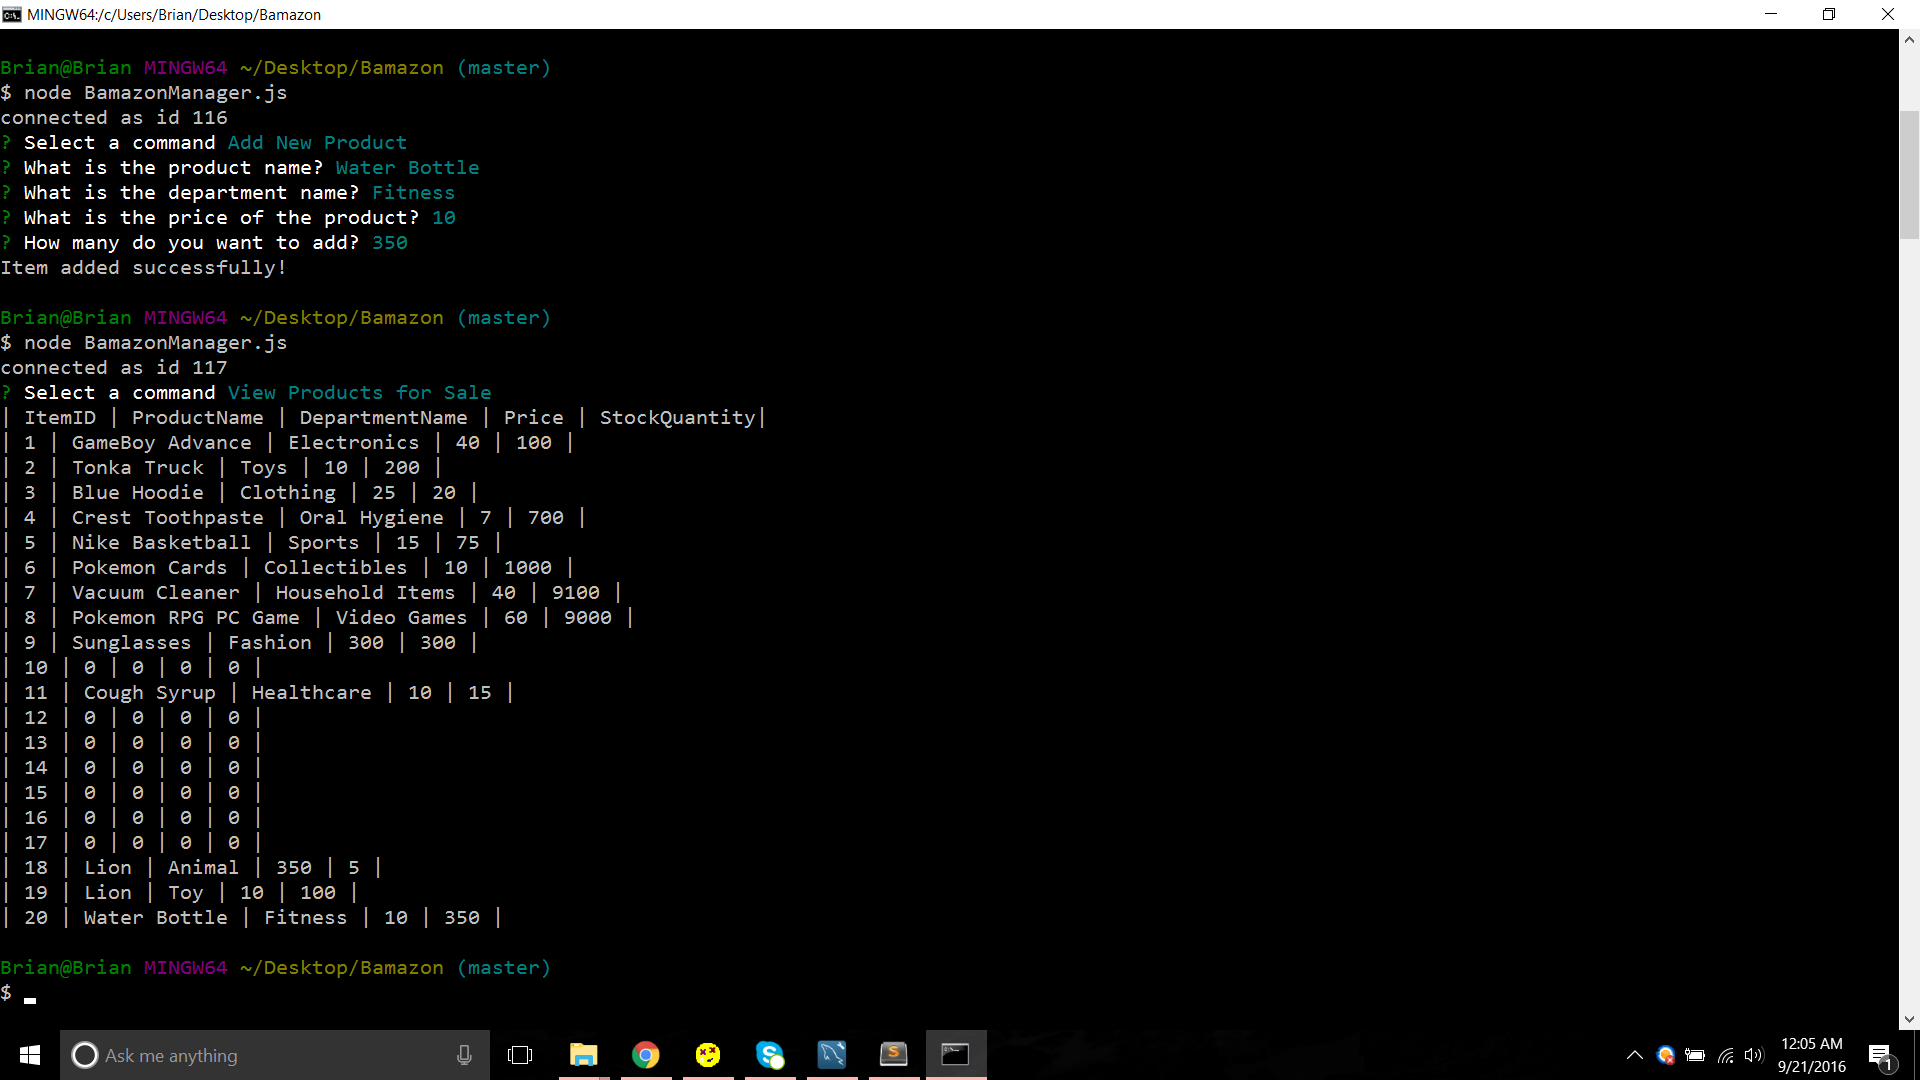 MINGW64:/c/Users/Brian/Desktop/Bamazon
Brian@Brian MINGW64 ~/Desktop/Bamazon (master)
$ node BamazonManager.js
connected as id 116
? Select a command Add New Product
? What is the product name? Water Bottle
? What is the department name? Fitness
? What is the price of the product? 10
? How many do you want to add? 350
Item added successfully!
Brian@Brian MINGW64 ~/Desktop/Bamazon (master)
$ node BamazonManager.js
connected as id 117
? Select a command View Products for Sale
| ItemID | ProductName | DepartmentName | Price | StockQuantity|
| 1 | GameBoy Advance | Electronics | 40 | 100 |
| 2 | Tonka Truck | Toys | 10 | 200 |
| 3 | Blue Hoodie | Clothing | 25 | 20 |
| 4 | Crest Toothpaste | Oral Hygiene | 7 | 700 |
| 5 | Nike Basketball | Sports | 15 | 75 |
| 6 | Pokemon Cards | Collectibles | 10 | 1000 |
| 7 | Vacuum Cleaner | Household Items | 40 | 9100 |
| 8 | Pokemon RPG PC Game | Video Games | 60 | 9000 |
| 9 | Sunglasses | Fashion | 300 | 300 |
| 10 | 0 | 0 | 0 | 0 |
| 11 | Cough Syrup | Healthcare | 10 | 15 |
| 12 | 0 | 0 | 0 | 0 |
| 13 | 0 | 0 | 0 | 0 |
| 14 | 0 | 0 | 0 | 0 |
| 15 | 0 | 0 | 0 | 0 |
| 16 | 0 | 0 | 0 | 0 |
| 17 | 0 | 0 | 0 | 0 |
| 18 | Lion | Animal | 350 | 5 |
| 19 | Lion | Toy | 10 | 100 |
| 20 | Water Bottle | Fitness | 10 | 350 |
Brian@Brian MINGW64 ~/Desktop/Bamazon (master)
$
Ask me anything
12:05 AM
9/21/2016
1